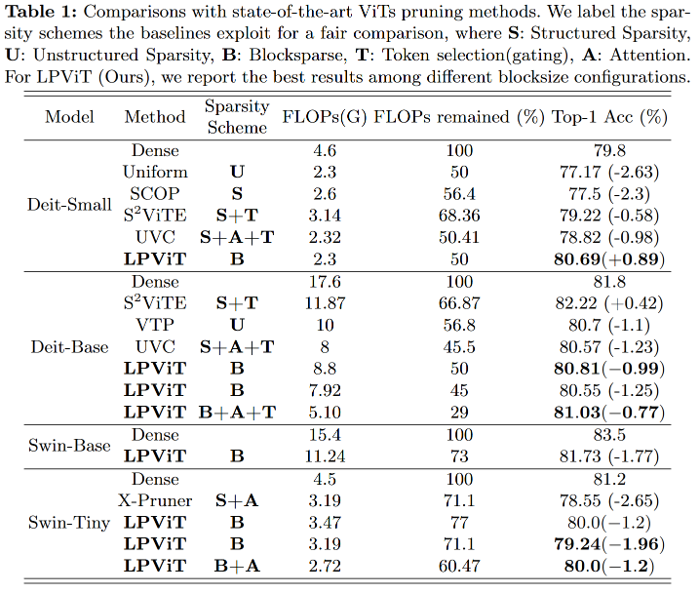 Table 1: Comparisons with state-of-the-art ViTs pruning methods. We label the spar-
sity schemes the baselines exploit for a fair comparison, where S: Structured Sparsity,
U: Unstructured Sparsity, B: Blocksparse, T: Token selection(gating), A: Attention.
For LPViT (Ours), we report the best results among different blocksize configurations.
Model Method Sparsity Scheme FLOPs(G) FLOPs remained (%) Top-1 Acc (%)
Deit-Small
Dense 4.6 100 79.8
Uniform U 2.3 50 77.17 (-2.63)
SCOP S 2.6 56.4 77.5 (-2.3)
S²ViTE S+T 3.14 68.36 79.22 (-0.58)
UVC S+A+T 2.32 50.41 78.82 (-0.98)
LPViT B 2.3 50 80.69(+0.89)
Deit-Base
Dense 17.6 100 81.8
S²ViTE S+T 11.87 66.87 82.22 (+0.42)
VTP U 10 56.8 80.7 (-1.1)
UVC S+A+T 8 45.5 80.57 (-1.23)
LPViT B 8.8 50 80.81(−0.99)
LPViT B 7.92 45 80.55 (-1.25)
LPViT B+A+T 5.10 29 81.03(−0.77)
Swin-Base
Dense 15.4 100 83.5
LPViT B 11.24 73 81.73 (-1.77)
Swin-Tiny
Dense 4.5 100 81.2
X-Pruner S+A 3.19 71.1 78.55 (-2.65)
LPViT B 3.47 77 80.0(−1.2)
LPViT B 3.19 71.1 79.24(−1.96)
LPViT B+A 2.72 60.47 80.0(−1.2)